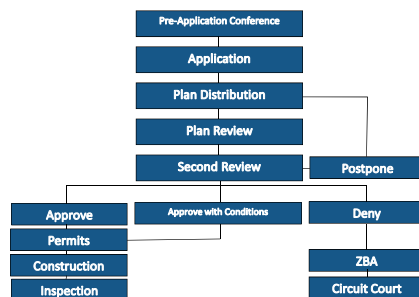 Pre-Application Conference
Application
Plan Distribution
Plan Review
Second Review
Postpone
Approve
Approve with Conditions
Deny
Permits
Construction
ZBA
Inspection
Circuit Court